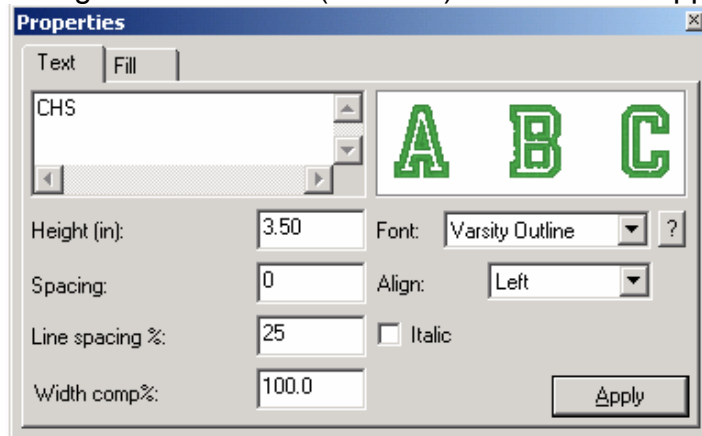 Properties
Text Fill
CHS
A B C
Height (in): 3.50 Font: Varsity Outline ?
Spacing: 0 Align: Left
Line spacing %: 25 Italic
Width comp%: 100.0 Apply